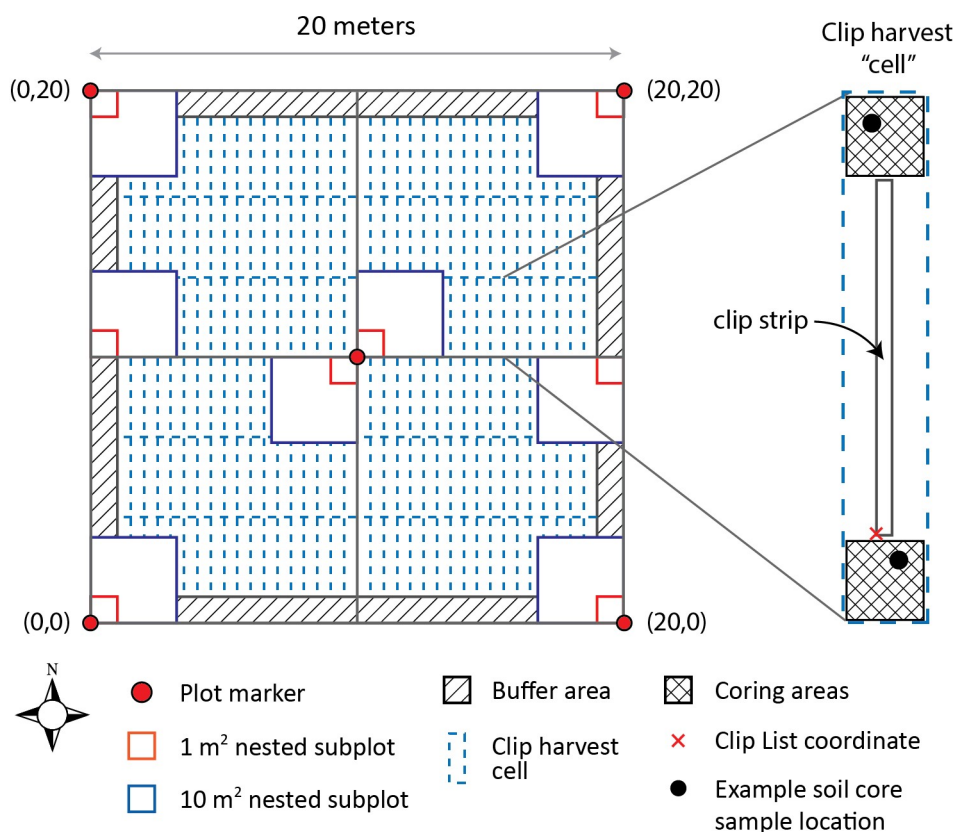 20 meters
Clip harvest
“cell”
(0,20)
(20,20)
clip strip
(0,0)
(20,0)
N
Plot marker
1 m² nested subplot
10 m² nested subplot
Buffer area
Clip harvest
cell
Coring areas
Clip List coordinate
Example soil core
sample location